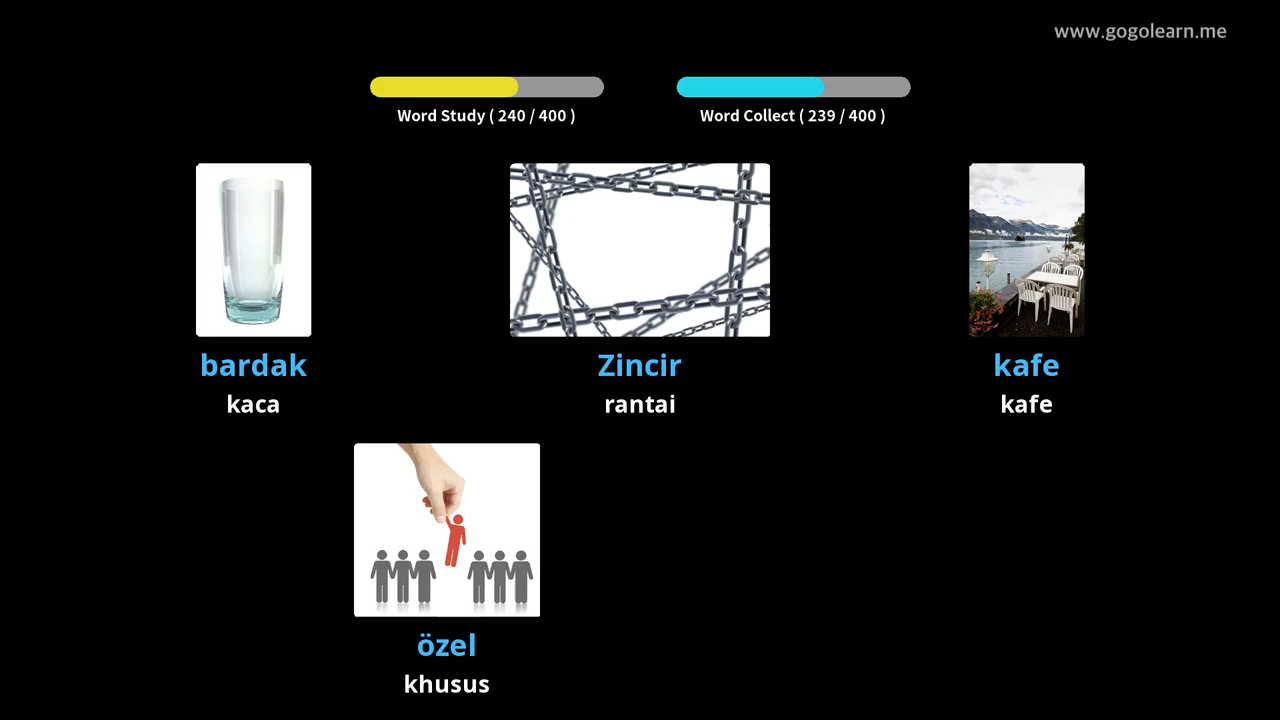 www.gogolearn.me
Word Study ( 240 / 400 )
Word Collect ( 239 / 400 )
bardak
kaca
Zincir
rantai
kafe
kafe
özel
khusus